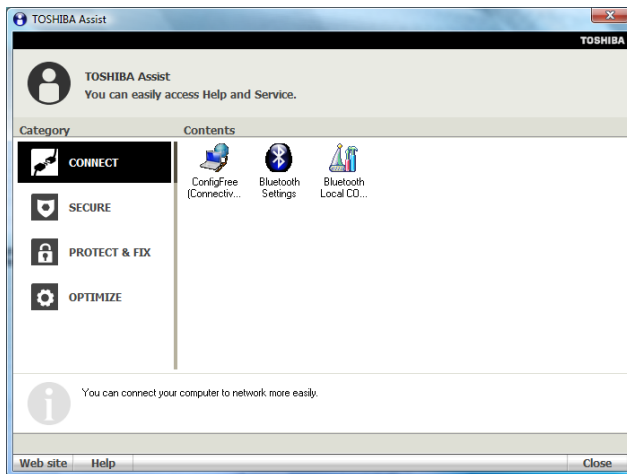 TOSHIBA Assist
TOSHIBA
TOSHIBA Assist
You can easily access Help and Service.
Category
Contents
CONNECT
SECURE
PROTECT & FIX
OPTIMIZE
ConfigFree
(Connectiv...
Bluetooth
Settings
Bluetooth
Local CO...
You can connect your computer to network more easily.
Web site
Help
Close